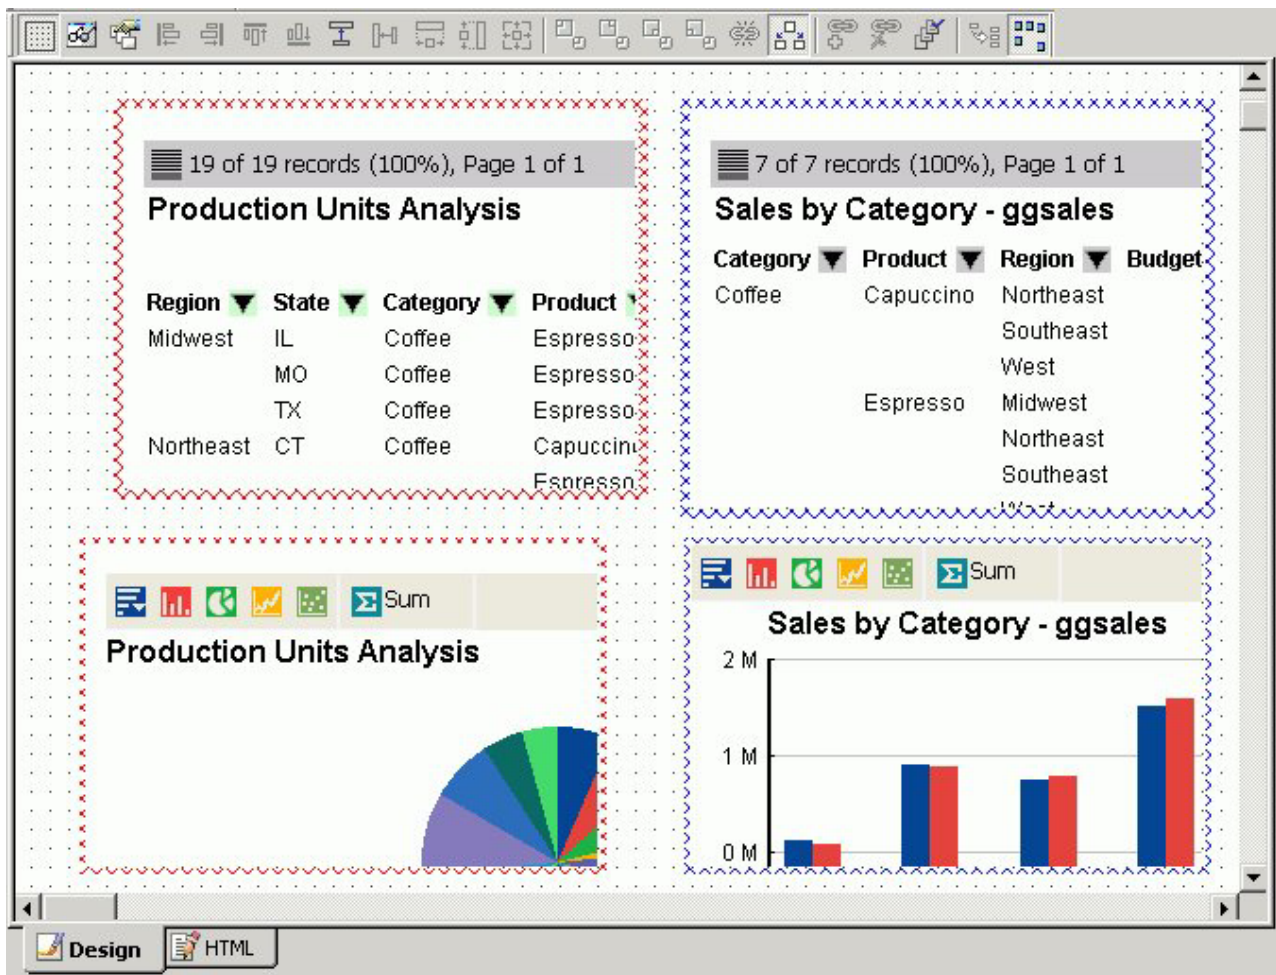 19 of 19 records (100%), Page 1 of 1
Production Units Analysis
Region State Category Product
Midwest IL Coffee Espresso
MO Coffee Espresso
TX Coffee Espresso
Northeast CT Coffee Capuccino
Espresso
7 of 7 records (100%), Page 1 of 1
Sales by Category - ggsales
Category Product Region Budget
Coffee Capuccino Northeast
Southeast
West
Espresso Midwest
Northeast
Southeast
West
Sum
Production Units Analysis
Sum
Sales by Category - ggsales
2 M
1 M
0 M
Design HTML